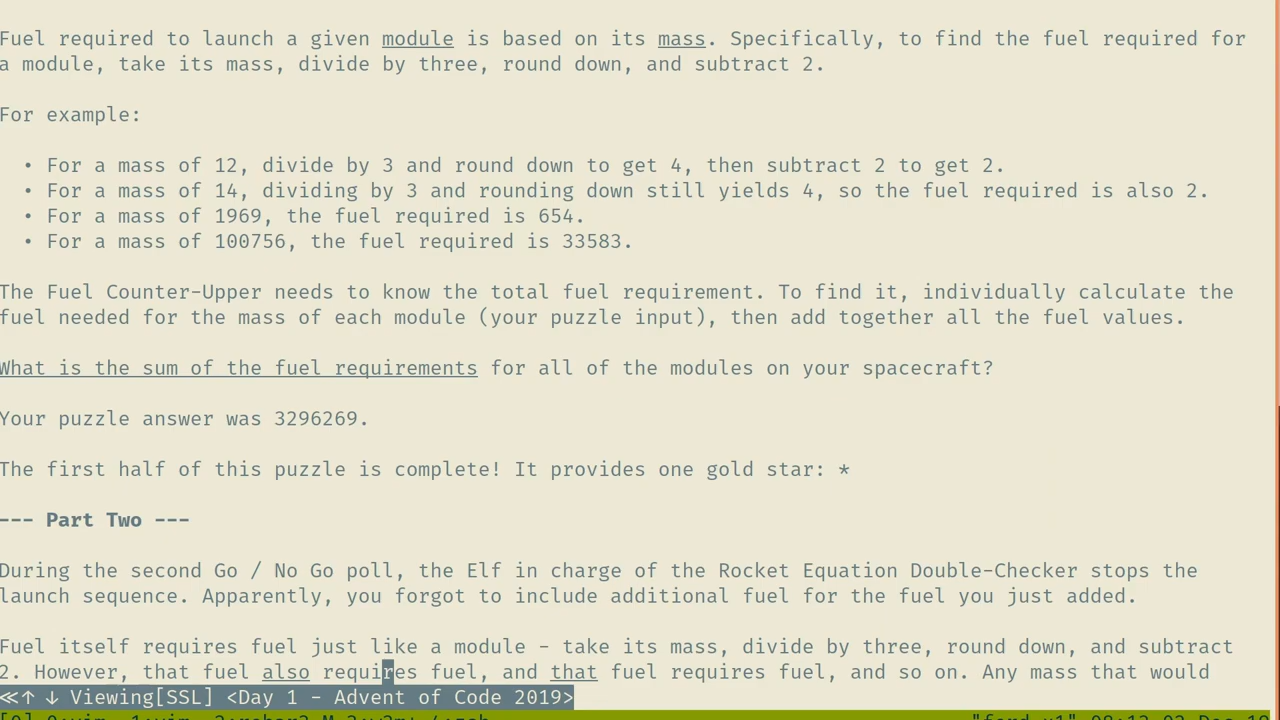 Fuel required to launch a given module is based on its mass. Specifically, to find the fuel required for
a module, take its mass, divide by three, round down, and subtract 2.
For example:
• For a mass of 12, divide by 3 and round down to get 4, then subtract 2 to get 2.
• For a mass of 14, dividing by 3 and rounding down still yields 4, so the fuel required is also 2.
• For a mass of 1969, the fuel required is 654.
• For a mass of 100756, the fuel required is 33583.
The Fuel Counter-Upper needs to know the total fuel requirement. To find it, individually calculate the
fuel needed for the mass of each module (your puzzle input), then add together all the fuel values.
What is the sum of the fuel requirements for all of the modules on your spacecraft?
Your puzzle answer was 3296269.
The first half of this puzzle is complete! It provides one gold star: *
--- Part Two ---
During the second Go / No Go poll, the Elf in charge of the Rocket Equation Double-Checker stops the
launch sequence. Apparently, you forgot to include additional fuel for the fuel you just added.
Fuel itself requires fuel just like a module - take its mass, divide by three, round down, and subtract
2. However, that fuel also requires fuel, and that fuel requires fuel, and so on. Any mass that would
≪↑ ↓ Viewing[SSL] <Day 1 - Advent of Code 2019>